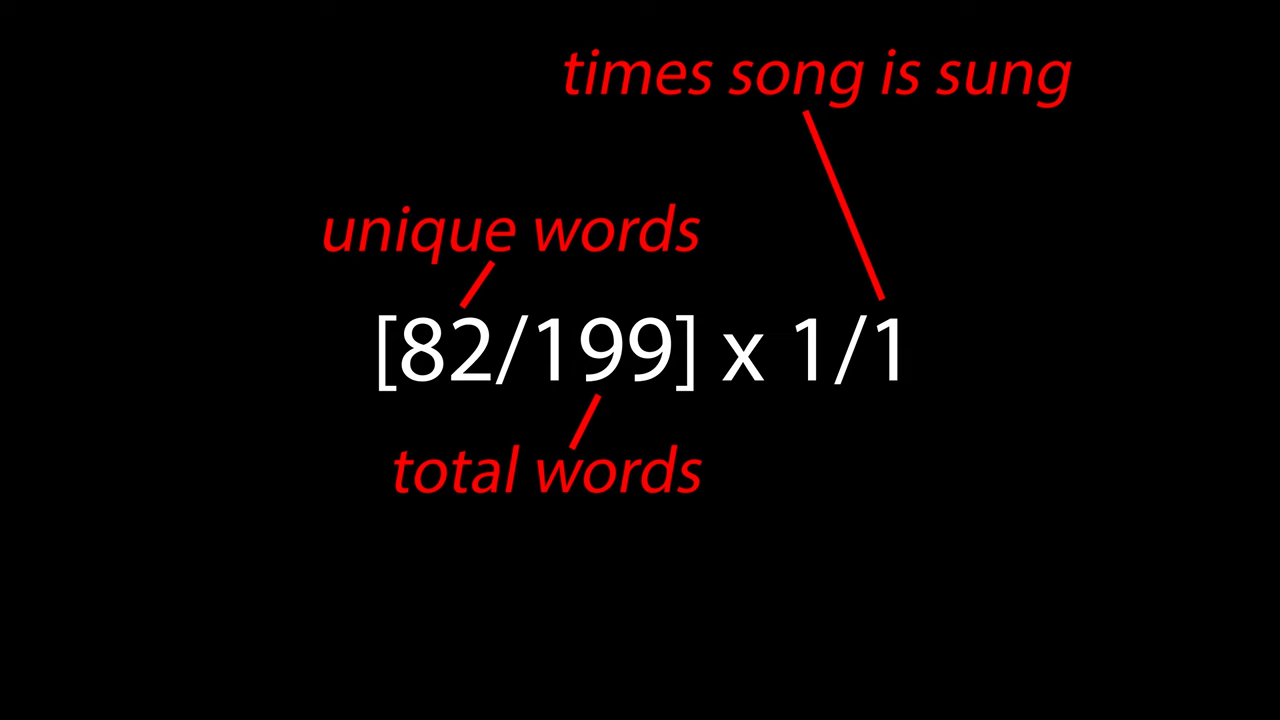 times song is sung
unique words
[82/199] x 1/1
total words